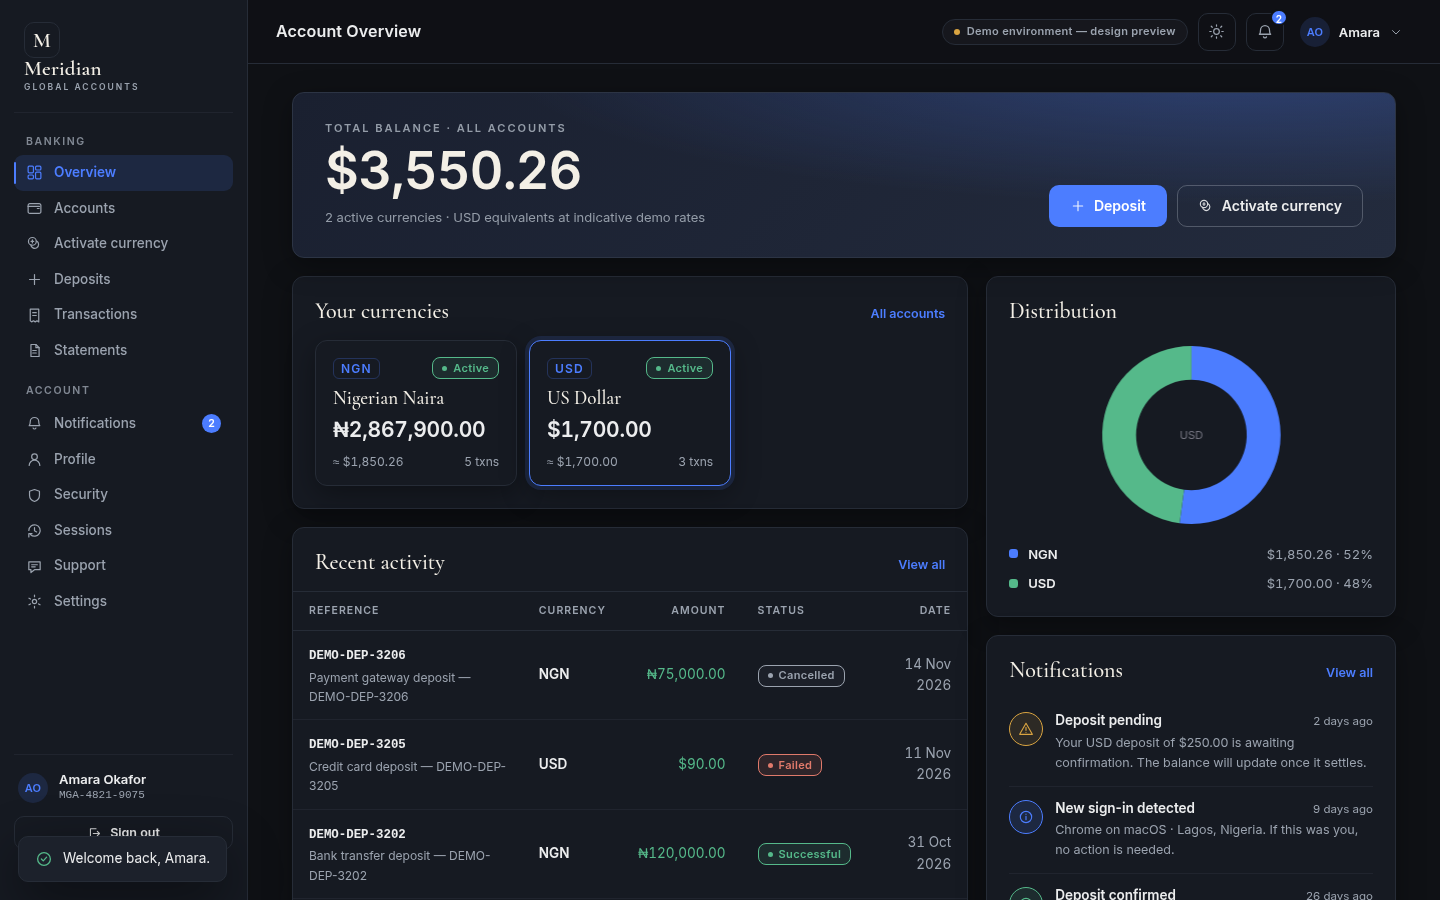 M
Meridian
GLOBAL ACCOUNTS
BANKING
Overview
Accounts
Activate currency
Deposits
Transactions
Statements
ACCOUNT
Notifications 2
Profile
Security
Sessions
Support
Settings
AO Amara Okafor
MGA-4821-9075
Sign out
Welcome back, Amara.
Account Overview
Demo environment — design preview
2
AO Amara
TOTAL BALANCE · ALL ACCOUNTS
$3,550.26
2 active currencies · USD equivalents at indicative demo rates
Deposit
Activate currency
Your currencies
All accounts
NGN Active
Nigerian Naira
₦2,867,900.00
≈ $1,850.26 5 txns
USD Active
US Dollar
$1,700.00
≈ $1,700.00 3 txns
Distribution
USD
NGN $1,850.26 · 52%
USD $1,700.00 · 48%
Recent activity
View all
REFERENCE CURRENCY AMOUNT STATUS DATE
DEMO-DEP-3206
Payment gateway deposit —
DEMO-DEP-3206
NGN ₦75,000.00 Cancelled
14 Nov
2026
DEMO-DEP-3205
Credit card deposit — DEMO-DEP-
3205
USD $90.00 Failed
11 Nov
2026
DEMO-DEP-3202
Bank transfer deposit — DEMO-
DEP-3202
NGN ₦120,000.00 Successful
31 Oct
2026
Notifications
View all
Deposit pending 2 days ago
Your USD deposit of $250.00 is awaiting
confirmation. The balance will update once it settles.
New sign-in detected 9 days ago
Chrome on macOS · Lagos, Nigeria. If this was you,
no action is needed.
Deposit confirmed 26 days ago